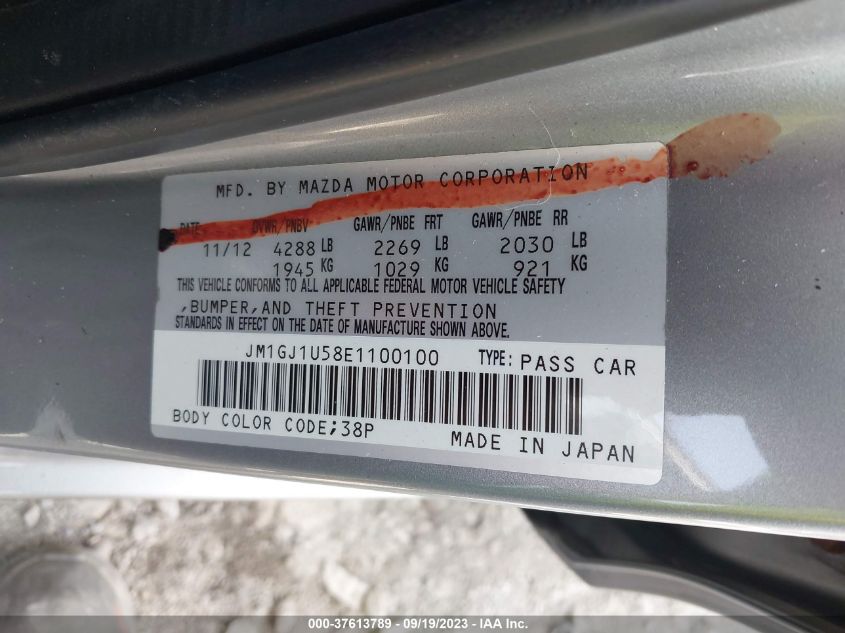 MFD. BY MAZDA MOTOR CORPORATION
DATE GVWR/PNBV GAWR/PNBE FRT GAWR/PNBE RR
11/12 4288 LB 2269 LB 2030 LB
1945 KG 1029 KG 921 KG
THIS VEHICLE CONFORMS TO ALL APPLICABLE FEDERAL MOTOR VEHICLE SAFETY
,BUMPER,AND THEFT PREVENTION
STANDARDS IN EFFECT ON THE DATE OF MANUFACTURE SHOWN ABOVE.
JM1GJ1U58E1100100 TYPE: PASS CAR
BODY COLOR CODE;38P
MADE IN JAPAN
000-37613789 - 09/19/2023 - IAA Inc.